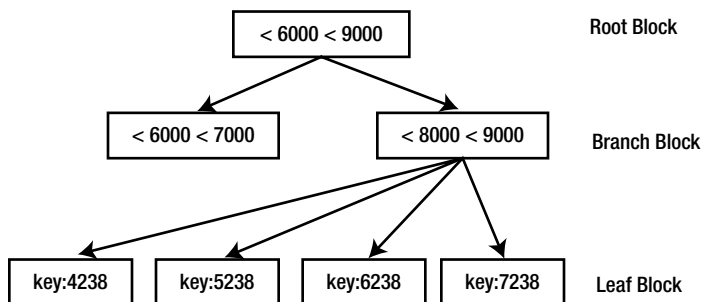 < 6000 < 9000
Root Block
< 6000 < 7000
< 8000 < 9000
Branch Block
key:4238
key:5238
key:6238
key:7238
Leaf Block